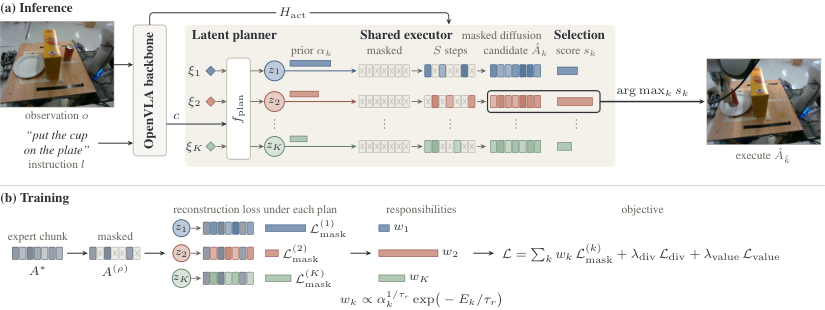 (a) Inference
H_act
Latent planner
Shared executor
masked diffusion
Selection
prior α_k
masked
S steps
candidate Â_k
score s_k
OpenVLA backbone
observation o
"put the cup
on the plate"
instruction l
c
f_plan
ξ_1
z_1
ξ_2
z_2
⋮
⋮
⋮
⋮
⋮
ξ_K
z_K
arg max_k s_k
execute Â_k̂
(b) Training
reconstruction loss under each plan
responsibilities
objective
expert chunk
masked
A*
A^(ρ)
z_1
L_mask^(1)
w_1
z_2
L_mask^(2)
w_2
z_K
L_mask^(K)
w_K
L = ∑_k w_k L_mask^(k) + λ_div L_div + λ_value L_value
w_k ∝ α_k^{1/τ_r} exp(− E_k/τ_r)